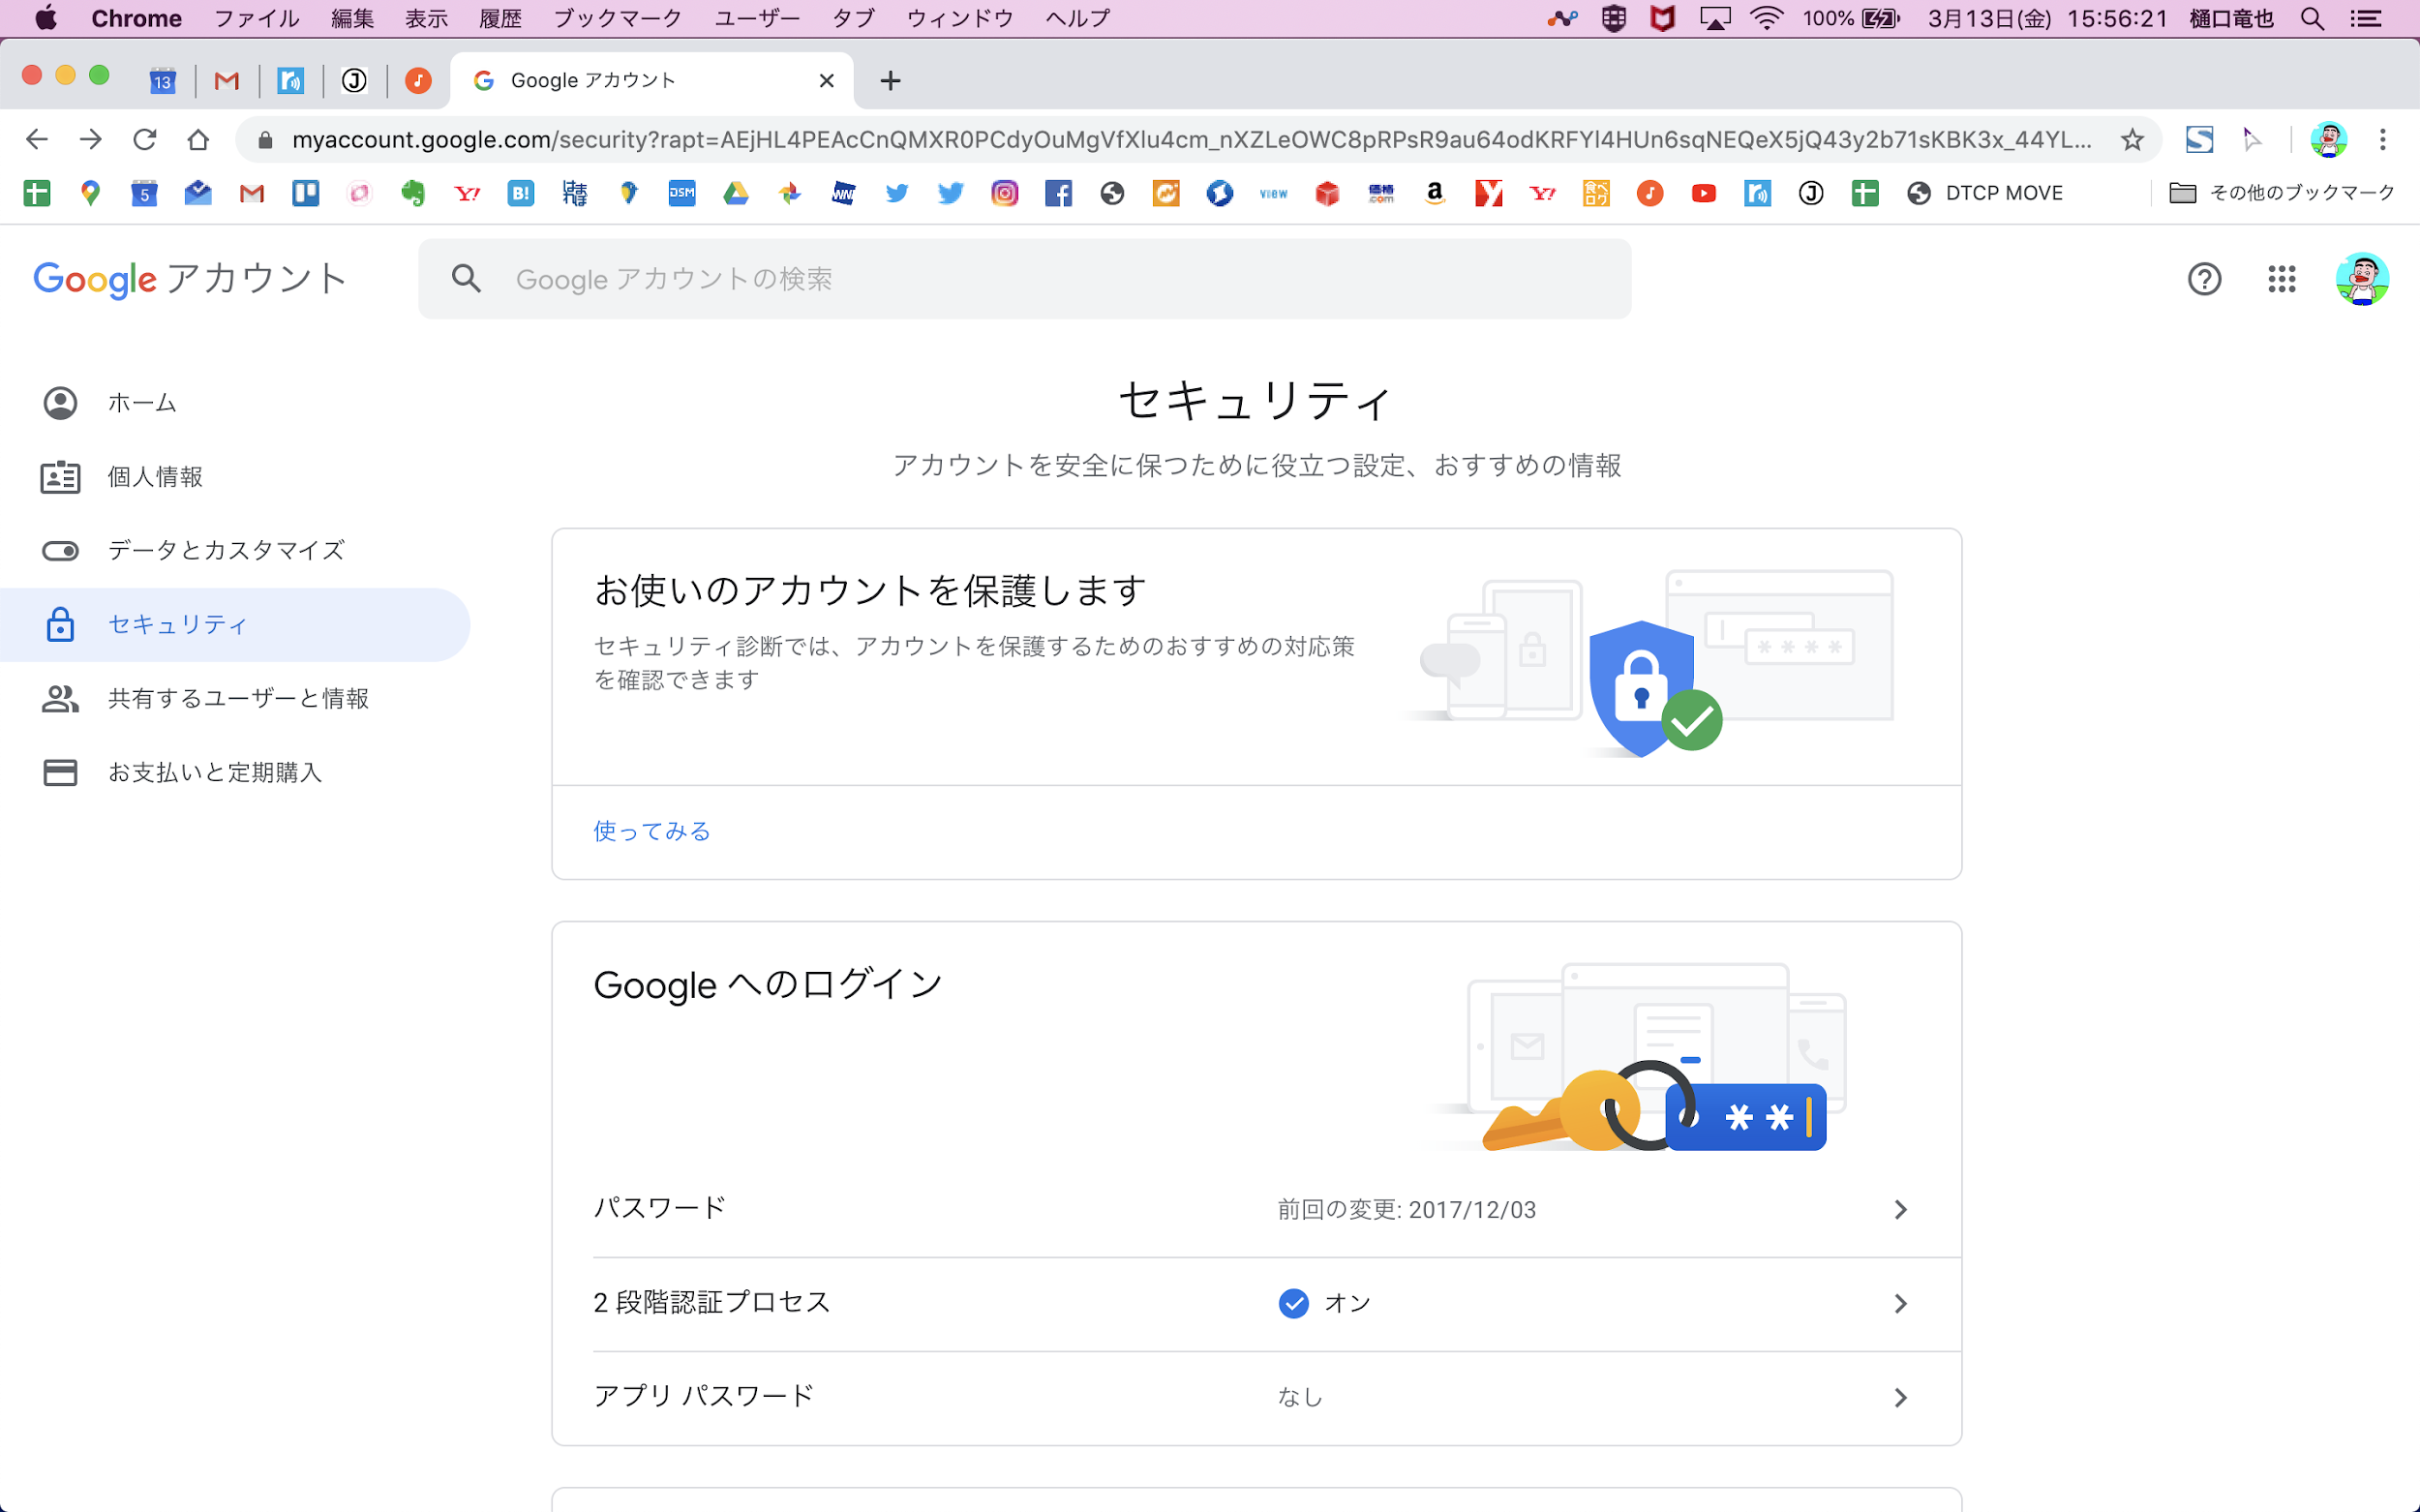 Chrome ファイル 編集 表示 履歴 ブックマーク ユーザー タブ ウィンドウ ヘルプ 100% 3月13日(金) 15:56:21 樋口竜也
13 Google アカウント
myaccount.google.com/security?rapt=AEjHL4PEAcCnQMXR0PCdyOuMgVfXlu4cm_nXZLeOWC8pRPsR9au64odKRFYl4HUn6sqNEQeX5jQ43y2b71sKBK3x_44YL...
5 Y! B! DSM view 価格.com a Y! 食べログ DTCP MOVE その他のブックマーク
Google アカウント
Google アカウントの検索
ホーム
個人情報
データとカスタマイズ
セキュリティ
共有するユーザーと情報
お支払いと定期購入
セキュリティ
アカウントを安全に保つために役立つ設定、おすすめの情報
お使いのアカウントを保護します
セキュリティ診断では、アカウントを保護するためのおすすめの対応策
を確認できます
使ってみる
Google へのログイン
パスワード 前回の変更: 2017/12/03
2 段階認証プロセス オン
アプリ パスワード なし